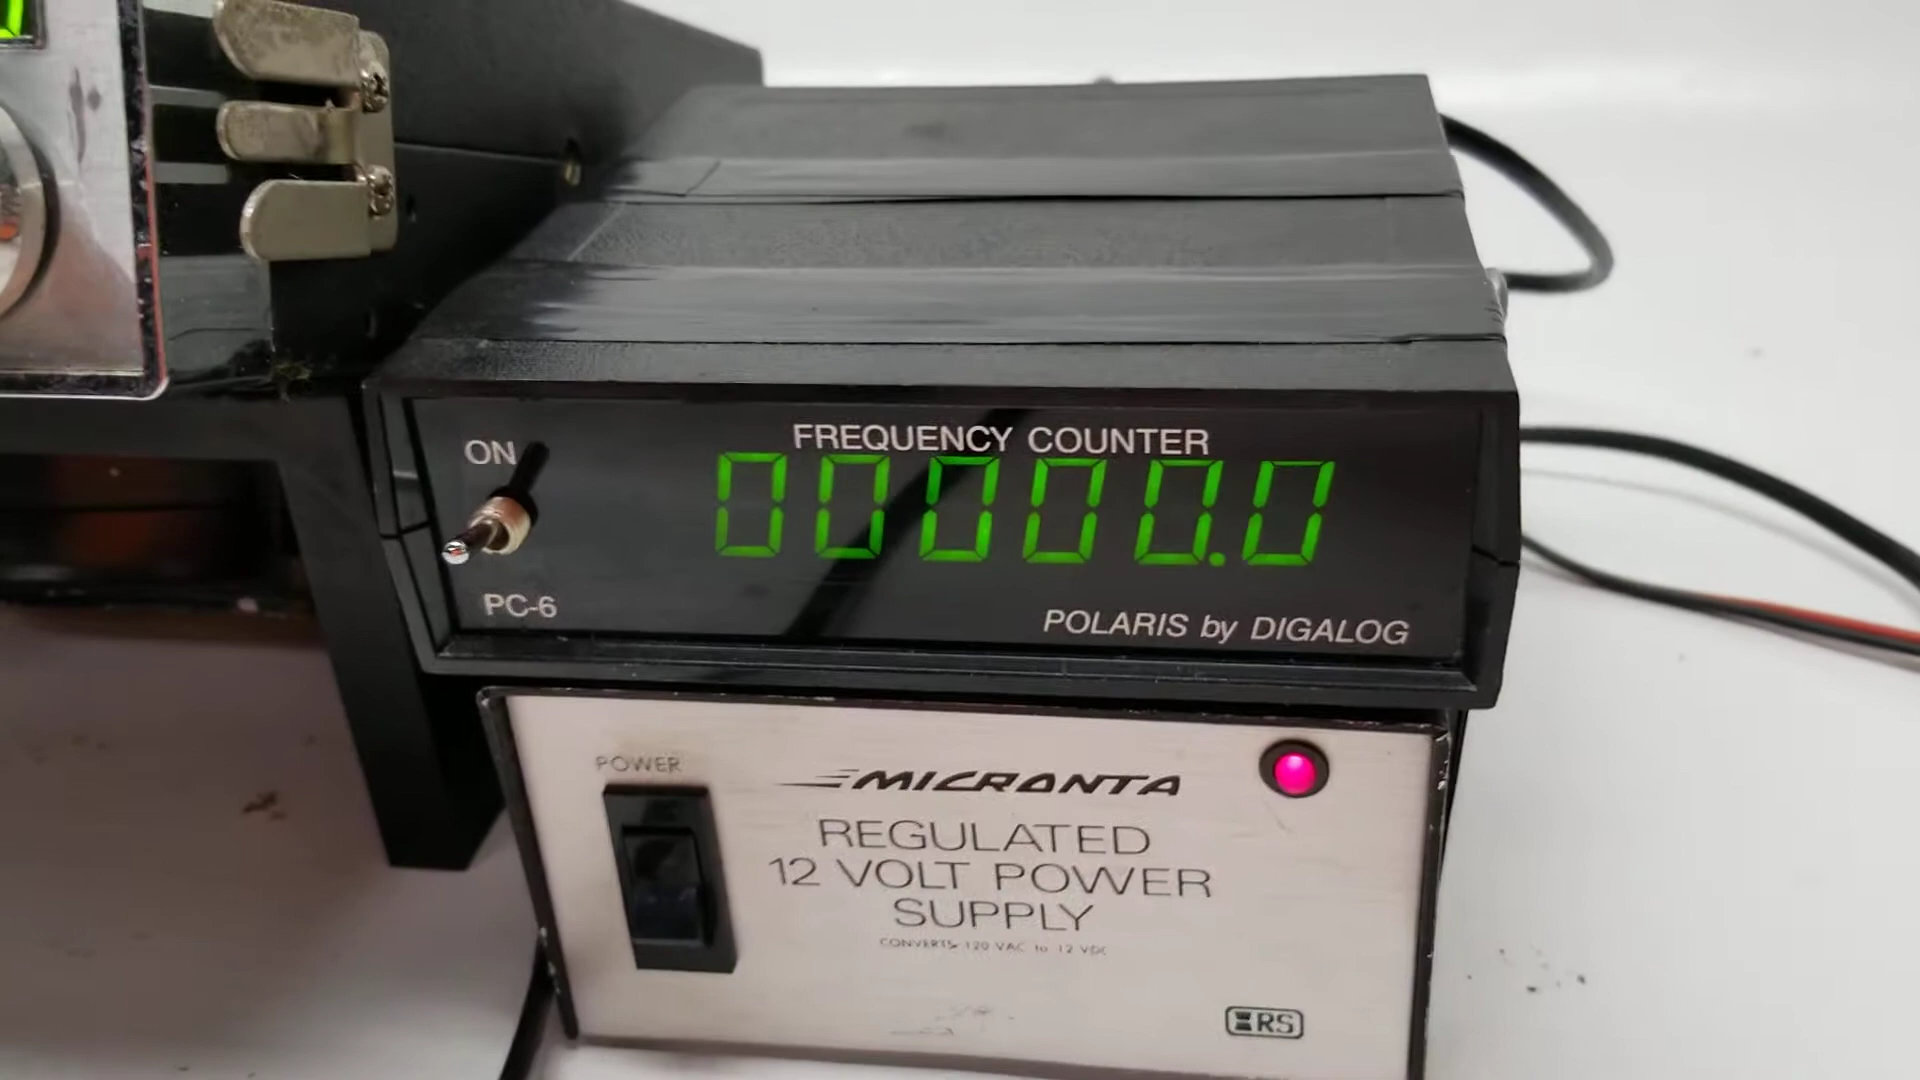 FREQUENCY COUNTER
ON
00000.0
PC-6
POLARIS by DIGALOG
POWER
MICRONTA
REGULATED
12 VOLT POWER
SUPPLY
CONVERTS 120 VAC to 12 VDC
RS